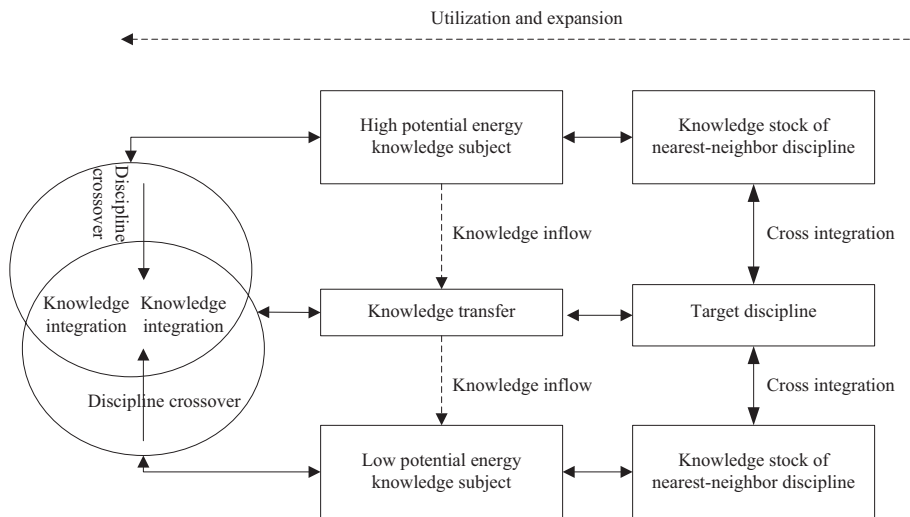 Utilization and expansion
High potential energy
knowledge subject
Knowledge stock of
nearest-neighbor discipline
Discipline
crossover
Knowledge inflow
Cross integration
Knowledge
integration
Knowledge
integration
Knowledge transfer
Target discipline
Knowledge inflow
Cross integration
Discipline crossover
Low potential energy
knowledge subject
Knowledge stock of
nearest-neighbor discipline